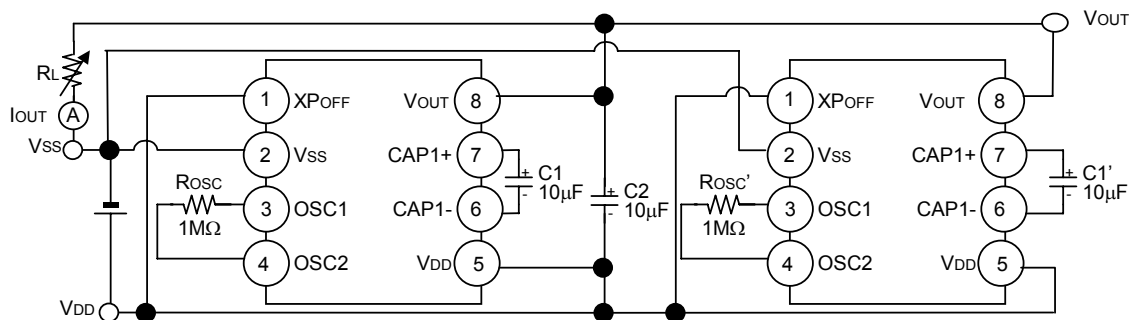 VOUT
RL
IOUT
A
VSS
VDD
1 XPOFF
2 VSS
3 OSC1
4 OSC2
VOUT 8
CAP1+ 7
CAP1- 6
VDD 5
ROSC
1MΩ
+ C1
- 10μF
+ C2
- 10μF
1 XPOFF
2 VSS
3 OSC1
4 OSC2
VOUT 8
CAP1+ 7
CAP1- 6
VDD 5
ROSC'
1MΩ
+ C1'
- 10μF